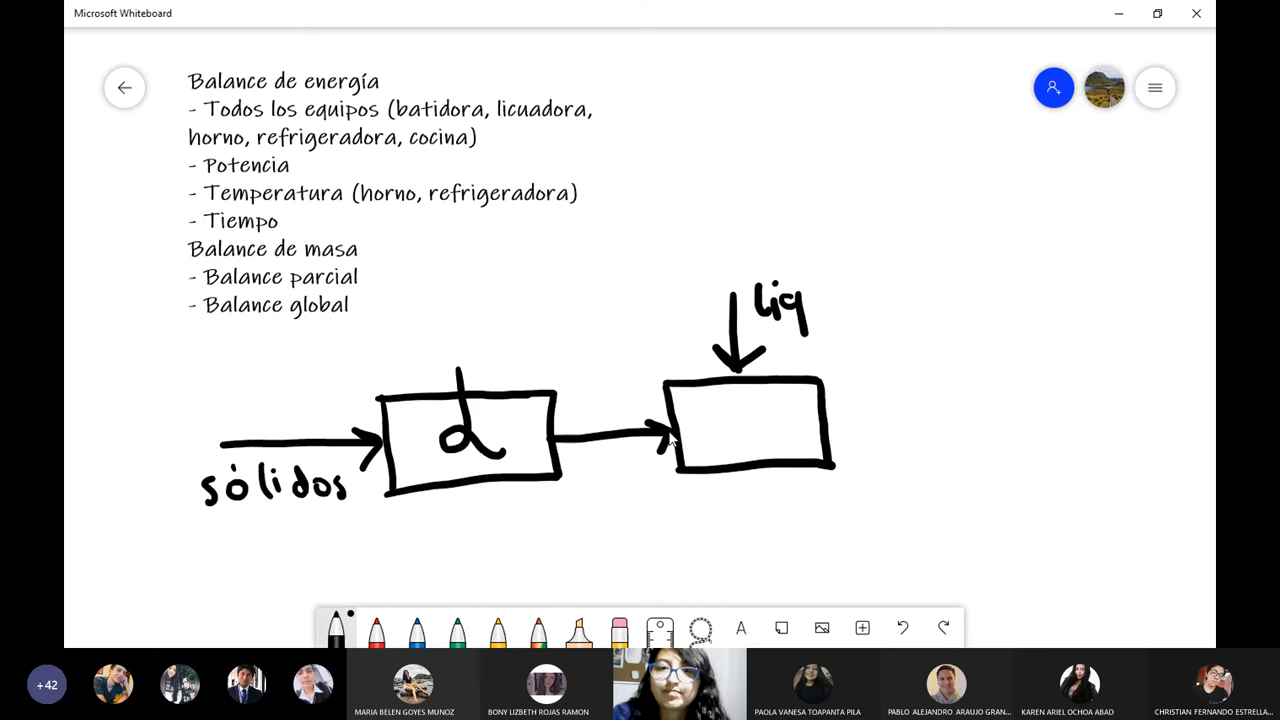 Microsoft Whiteboard
Balance de energía
- Todos los equipos (batidora, licuadora,
horno, refrigeradora, cocina)
- Potencia
- Temperatura (horno, refrigeradora)
- Tiempo
Balance de masa
- Balance parcial
- Balance global
liq
d
sólidos
A
+42
MARIA BELEN GOYES MUNOZ
BONY LIZBETH ROJAS RAMON
PAOLA VANESA TOAPANTA PILA
PABLO ALEJANDRO ARAUJO GRAN...
KAREN ARIEL OCHOA ABAD
CHRISTIAN FERNANDO ESTRELLA...